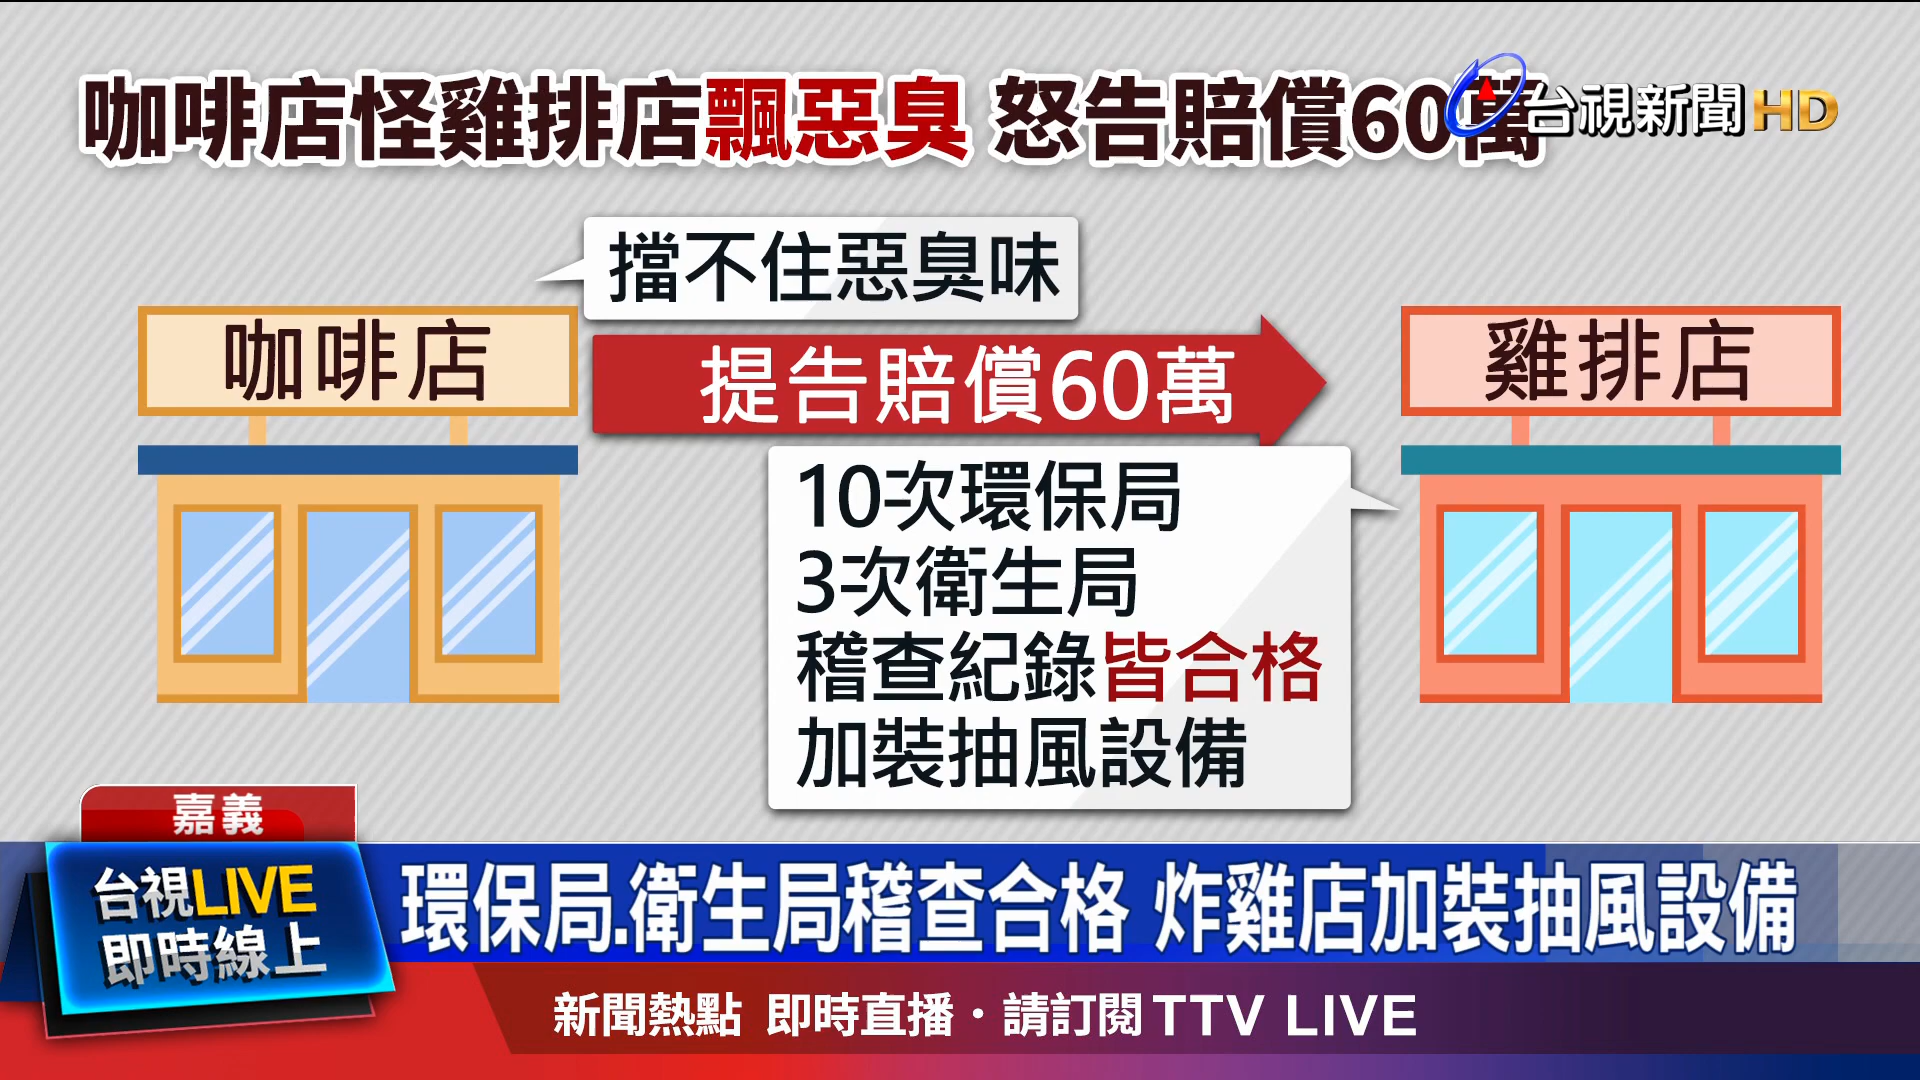 咖啡店怪雞排店飄惡臭 怒告賠償60萬
台視新聞HD
擋不住惡臭味
咖啡店
提告賠償60萬
雞排店
10次環保局
3次衛生局
稽查紀錄皆合格
加裝抽風設備
嘉義
台視LIVE
即時線上
環保局.衛生局稽查合格 炸雞店加裝抽風設備
新聞熱點 即時直播・請訂閱TTV LIVE